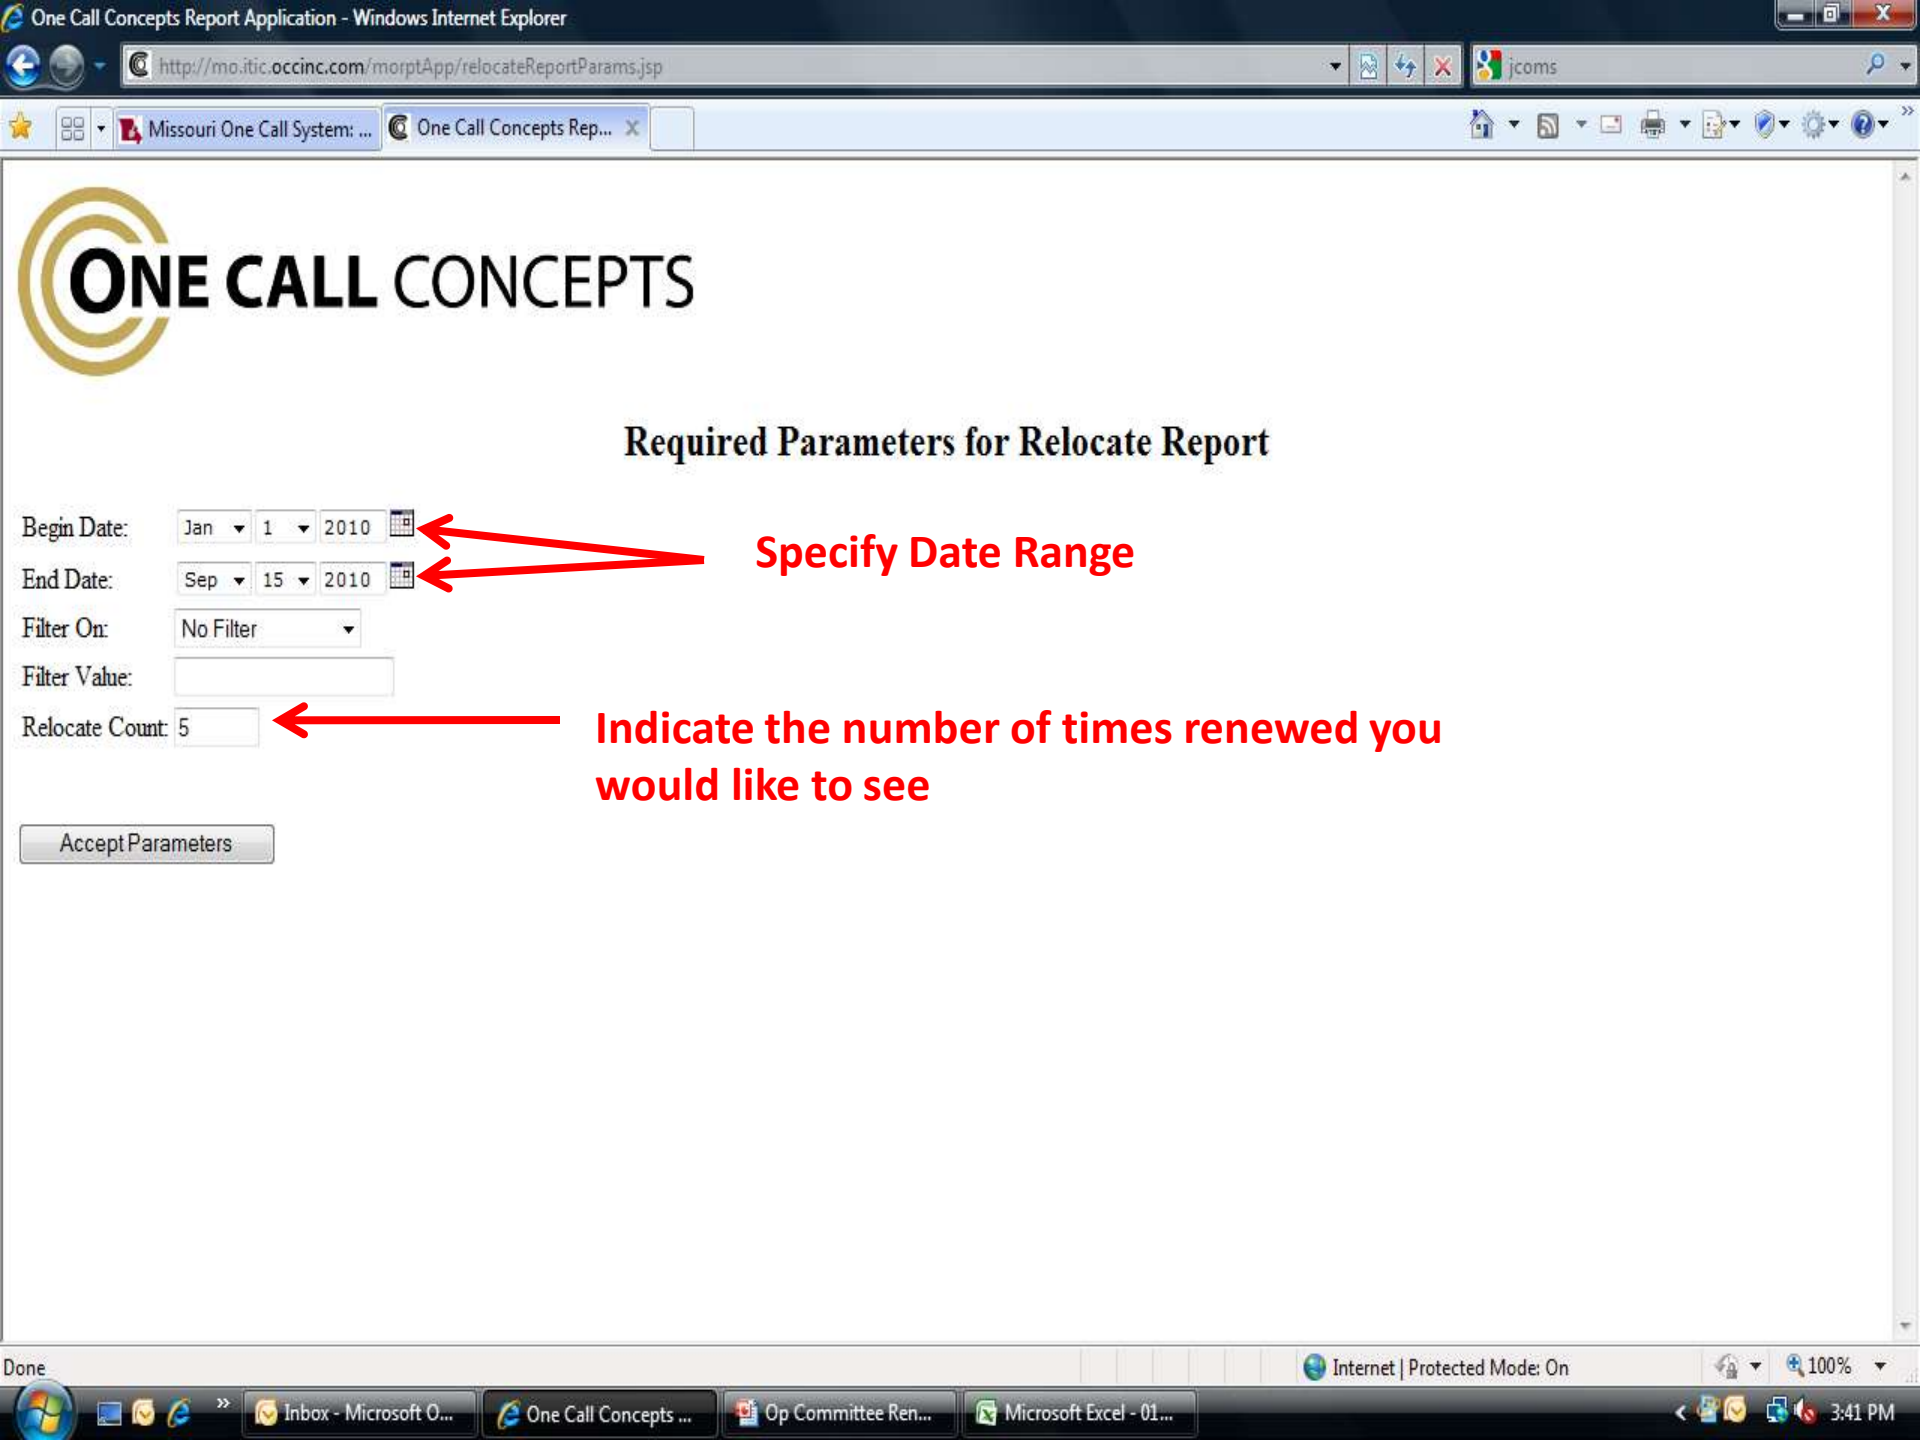 One Call Concepts Report Application - Windows Internet Explorer
http://mo.itic.occinc.com/morptApp/relocateReportParams.jsp
jcoms
Missouri One Call System: ...
One Call Concepts Rep...
ONE CALL CONCEPTS
Required Parameters for Relocate Report
Begin Date: Jan 1 2010
Specify Date Range
End Date: Sep 15 2010
Filter On: No Filter
Filter Value:
Relocate Count: 5
Indicate the number of times renewed you
would like to see
Accept Parameters
Done
Internet | Protected Mode: On
100%
Inbox - Microsoft O...
One Call Concepts ...
Op Committee Ren...
Microsoft Excel - 01...
3:41 PM